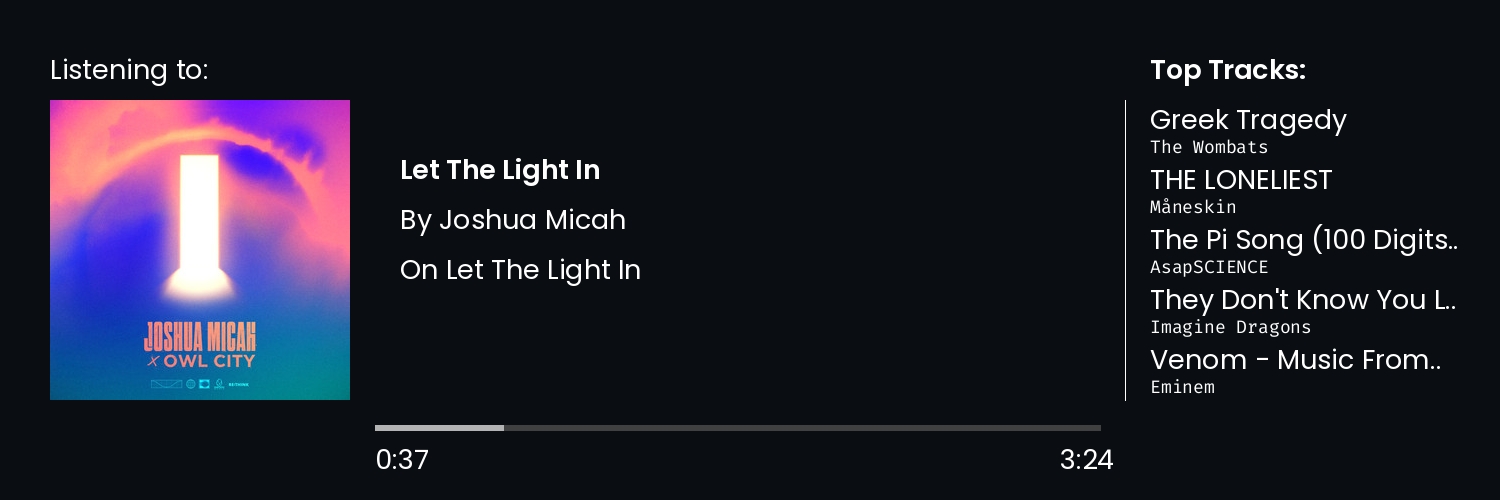 Listening to:
JOSHUA MICAH
x OWL CITY
RE:THINK
Let The Light In
By Joshua Micah
On Let The Light In
0:37
3:24
Top Tracks:
Greek Tragedy
The Wombats
THE LONELIEST
Måneskin
The Pi Song (100 Digits..
AsapSCIENCE
They Don't Know You L..
Imagine Dragons
Venom - Music From..
Eminem